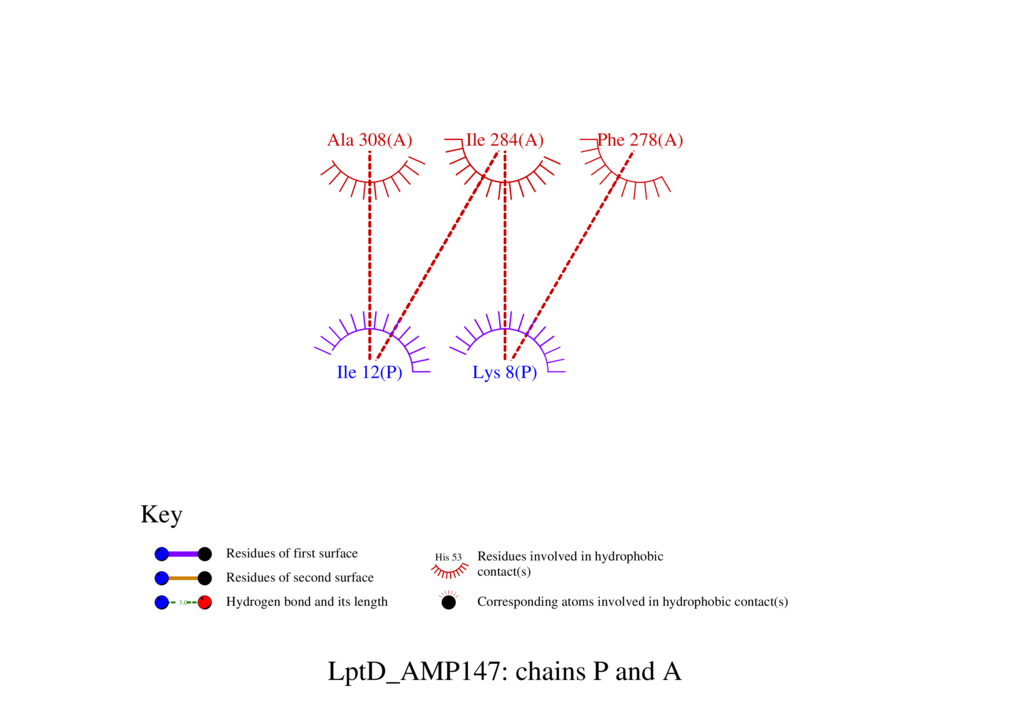 Ala 308(A) Ile 284(A) Phe 278(A)
Ile 12(P) Lys 8(P)
Key
Residues of first surface
Residues of second surface
3.0
Hydrogen bond and its length
His 53
Residues involved in hydrophobic
contact(s)
Corresponding atoms involved in hydrophobic contact(s)
LptD_AMP147: chains P and A